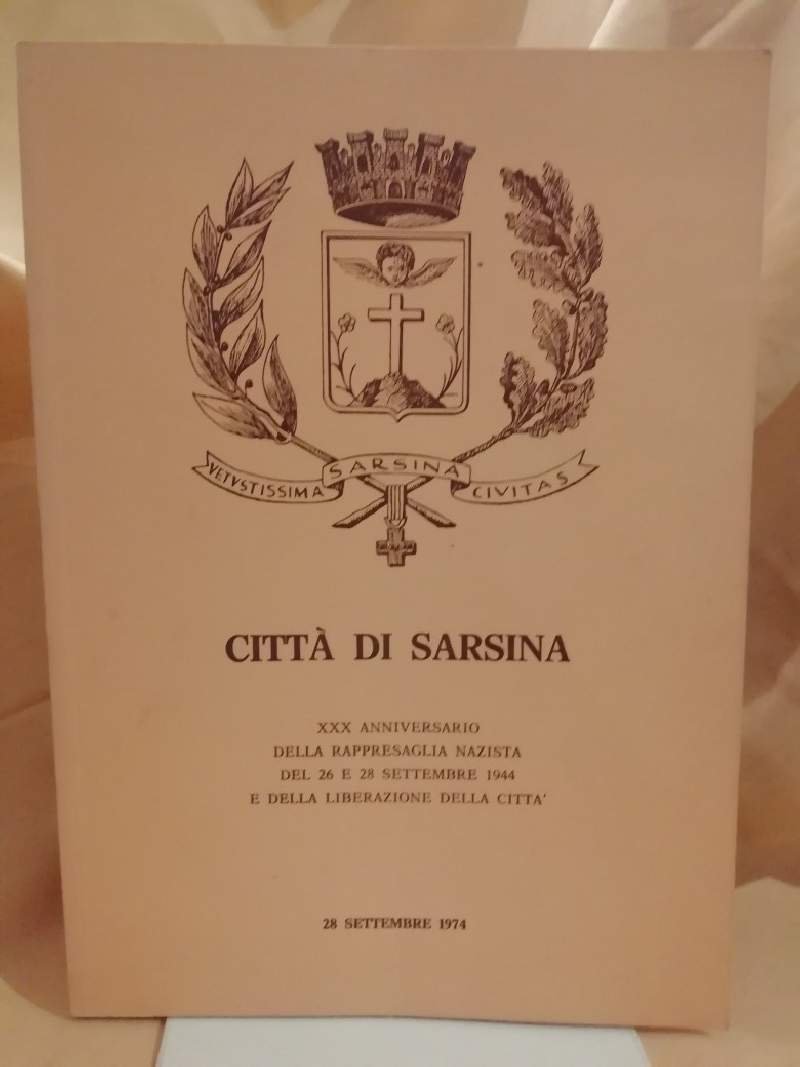 VETVSTISSIMA SARSINA CIVITAS
CITTÀ DI SARSINA
XXX ANNIVERSARIO
DELLA RAPPRESAGLIA NAZISTA
DEL 26 E 28 SETTEMBRE 1944
E DELLA LIBERAZIONE DELLA CITTA'
28 SETTEMBRE 1974